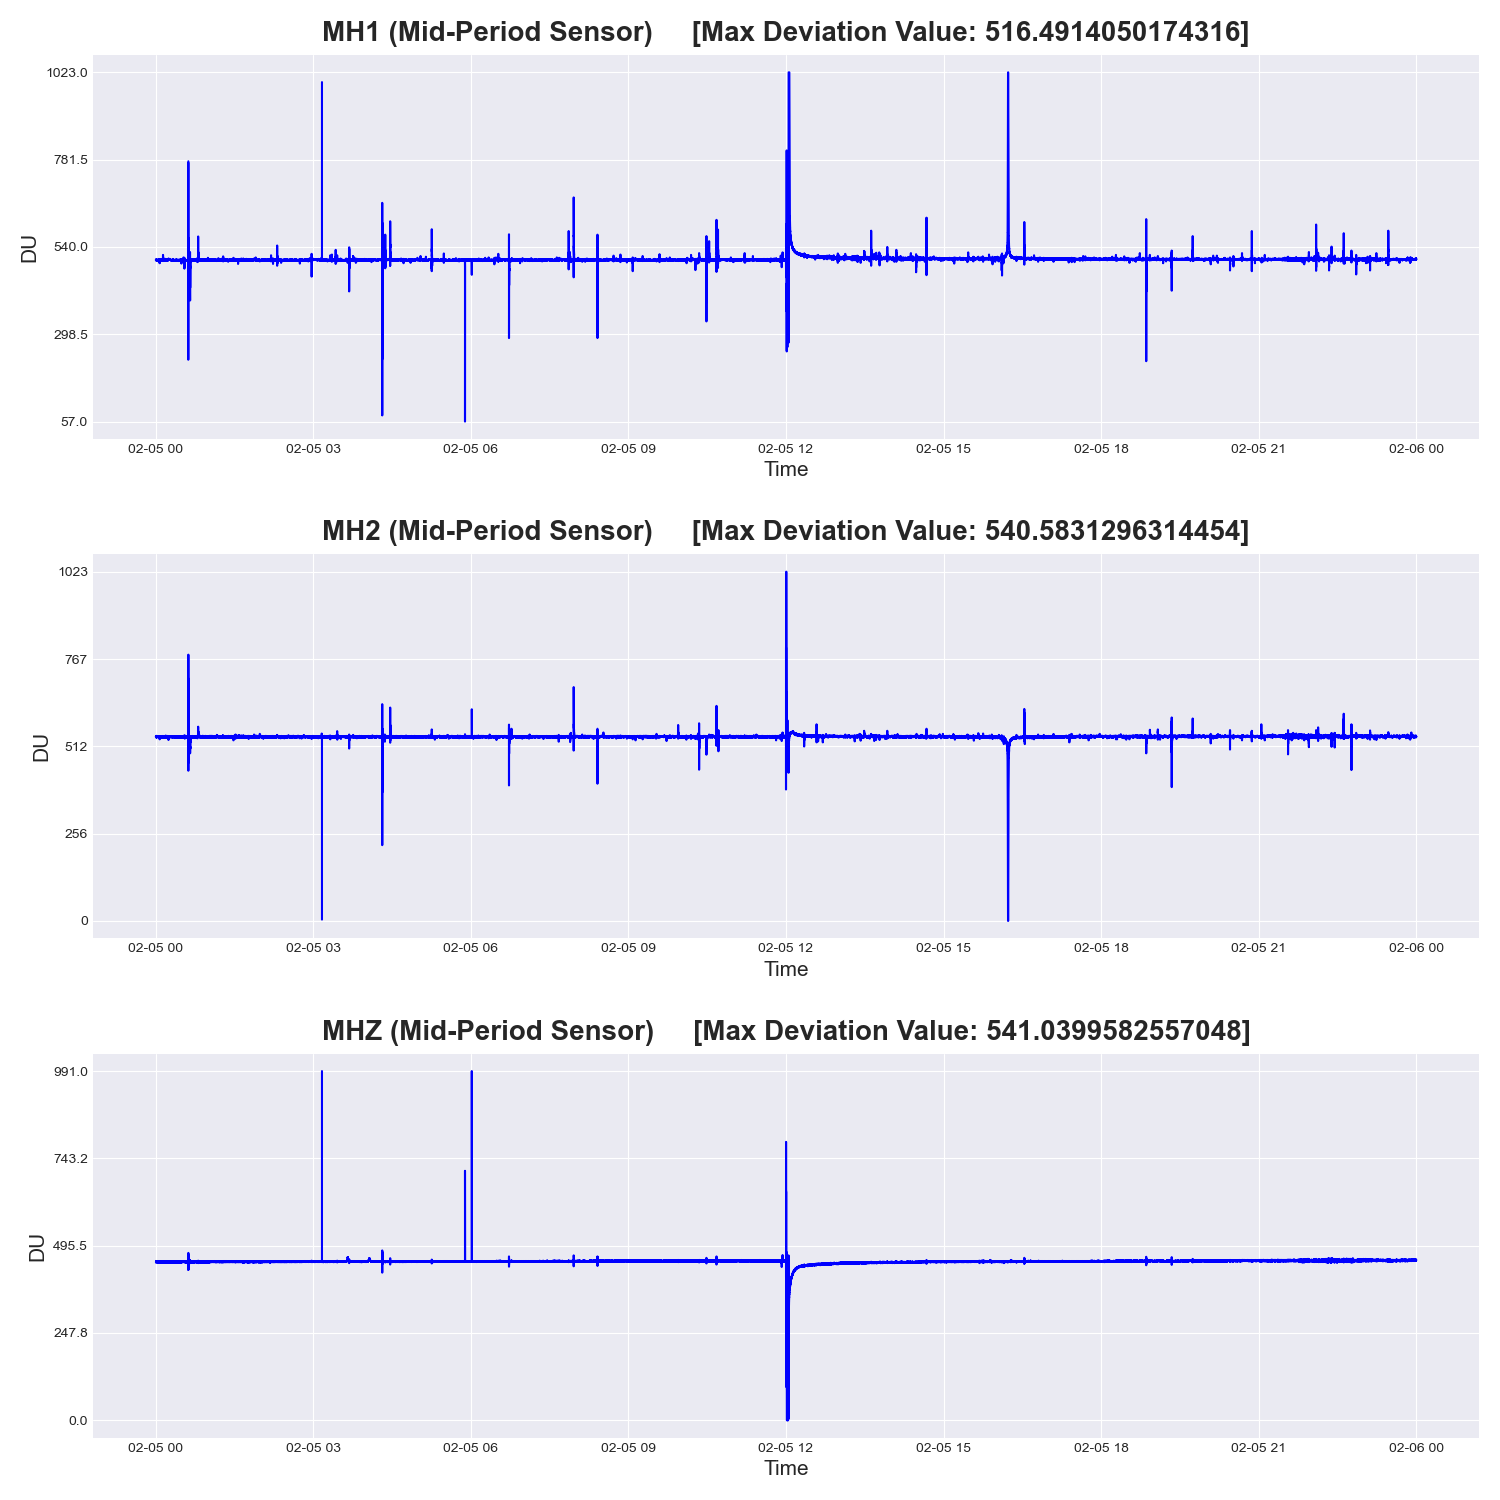 MH1 (Mid-Period Sensor) [Max Deviation Value: 516.4914050174316]
1023.0
781.5
540.0
298.5
57.0
DU
02-05 00 02-05 03 02-05 06 02-05 09 02-05 12 02-05 15 02-05 18 02-05 21 02-06 00
Time
MH2 (Mid-Period Sensor) [Max Deviation Value: 540.5831296314454]
1023
767
512
256
0
DU
02-05 00 02-05 03 02-05 06 02-05 09 02-05 12 02-05 15 02-05 18 02-05 21 02-06 00
Time
MHZ (Mid-Period Sensor) [Max Deviation Value: 541.0399582557048]
991.0
743.2
495.5
247.8
0.0
DU
02-05 00 02-05 03 02-05 06 02-05 09 02-05 12 02-05 15 02-05 18 02-05 21 02-06 00
Time